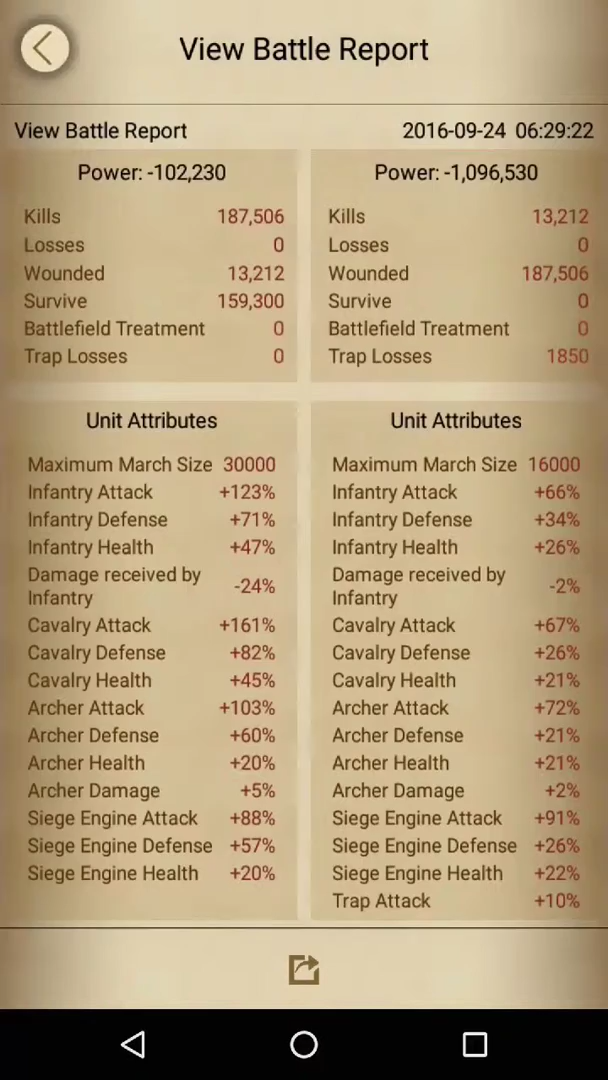 View Battle Report
View Battle Report 2016-09-24 06:29:22
Power: -102,230
Kills 187,506
Losses 0
Wounded 13,212
Survive 159,300
Battlefield Treatment 0
Trap Losses 0
Power: -1,096,530
Kills 13,212
Losses 0
Wounded 187,506
Survive 0
Battlefield Treatment 0
Trap Losses 1850
Unit Attributes
Maximum March Size 30000
Infantry Attack +123%
Infantry Defense +71%
Infantry Health +47%
Damage received by
Infantry -24%
Cavalry Attack +161%
Cavalry Defense +82%
Cavalry Health +45%
Archer Attack +103%
Archer Defense +60%
Archer Health +20%
Archer Damage +5%
Siege Engine Attack +88%
Siege Engine Defense +57%
Siege Engine Health +20%
Unit Attributes
Maximum March Size 16000
Infantry Attack +66%
Infantry Defense +34%
Infantry Health +26%
Damage received by
Infantry -2%
Cavalry Attack +67%
Cavalry Defense +26%
Cavalry Health +21%
Archer Attack +72%
Archer Defense +21%
Archer Health +21%
Archer Damage +2%
Siege Engine Attack +91%
Siege Engine Defense +26%
Siege Engine Health +22%
Trap Attack +10%